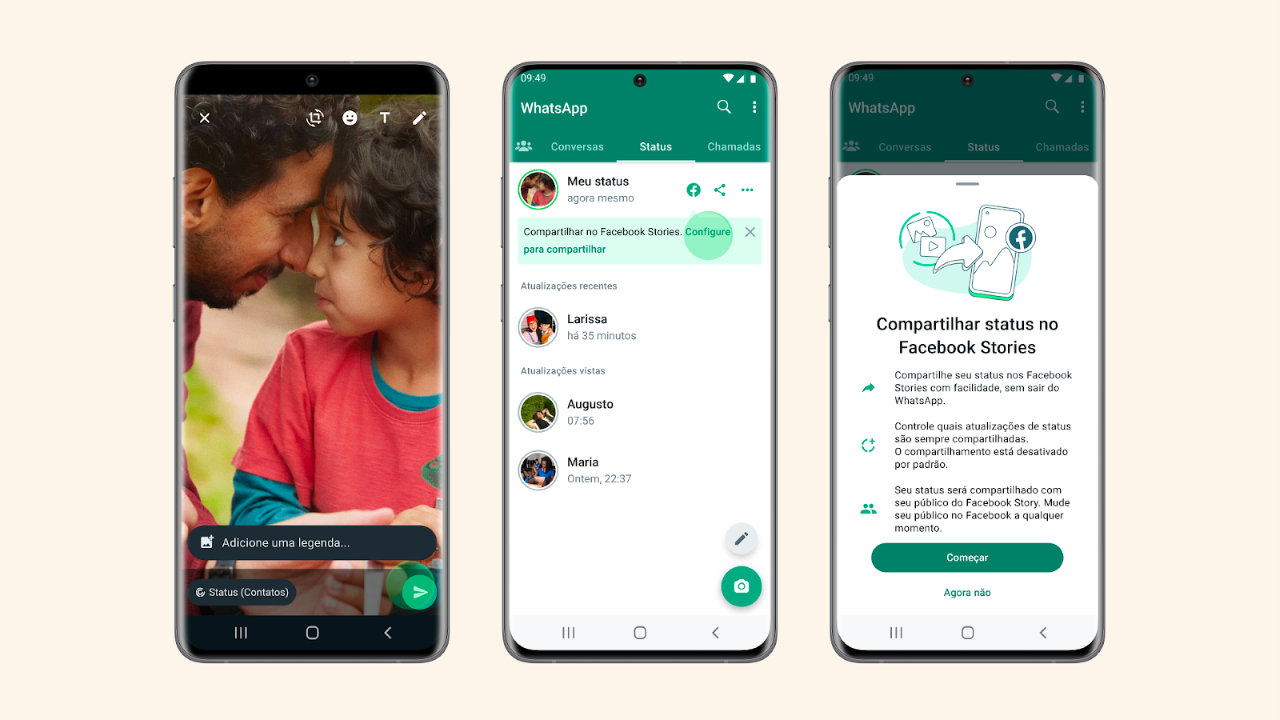 T
Adicione uma legenda...
Status (Contatos)
09:49
WhatsApp
Conversas Status Chamadas
Meu status
agora mesmo
Compartilhar no Facebook Stories. Configure
para compartilhar
Atualizações recentes
Larissa
há 35 minutos
Atualizações vistas
Augusto
07:56
Maria
Ontem, 22:37
09:49
WhatsApp
Conversas Status Chamadas
Compartilhar status no
Facebook Stories
Compartilhe seu status nos Facebook
Stories com facilidade, sem sair do
WhatsApp.
Controle quais atualizações de status
são sempre compartilhadas.
O compartilhamento está desativado
por padrão.
Seu status será compartilhado com
seu público do Facebook Story. Mude
seu público no Facebook a qualquer
momento.
Começar
Agora não